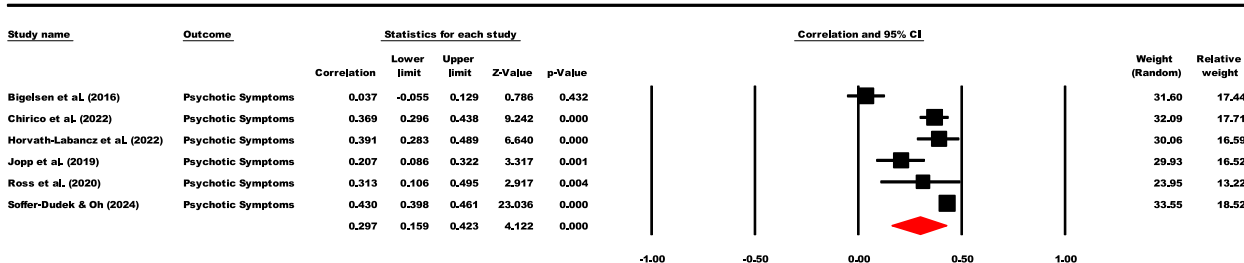 Study name Outcome Statistics for each study Correlation and 95% CI
Lower Upper Weight Relative
Correlation limit limit Z-Value p-Value (Random) weight
Bigelsen et al. (2016) Psychotic Symptoms 0.037 -0.055 0.129 0.786 0.432 31.60 17.44
Chirico et al. (2022) Psychotic Symptoms 0.369 0.296 0.438 9.242 0.000 32.09 17.71
Horvath-Labancz et al. (2022) Psychotic Symptoms 0.391 0.283 0.489 6.640 0.000 30.06 16.59
Jopp et al. (2019) Psychotic Symptoms 0.207 0.086 0.322 3.317 0.001 29.93 16.52
Ross et al. (2020) Psychotic Symptoms 0.313 0.106 0.495 2.917 0.004 23.95 13.22
Soffer-Dudek & Oh (2024) Psychotic Symptoms 0.430 0.398 0.461 23.036 0.000 33.55 18.52
0.297 0.159 0.423 4.122 0.000
-1.00 -0.50 0.00 0.50 1.00